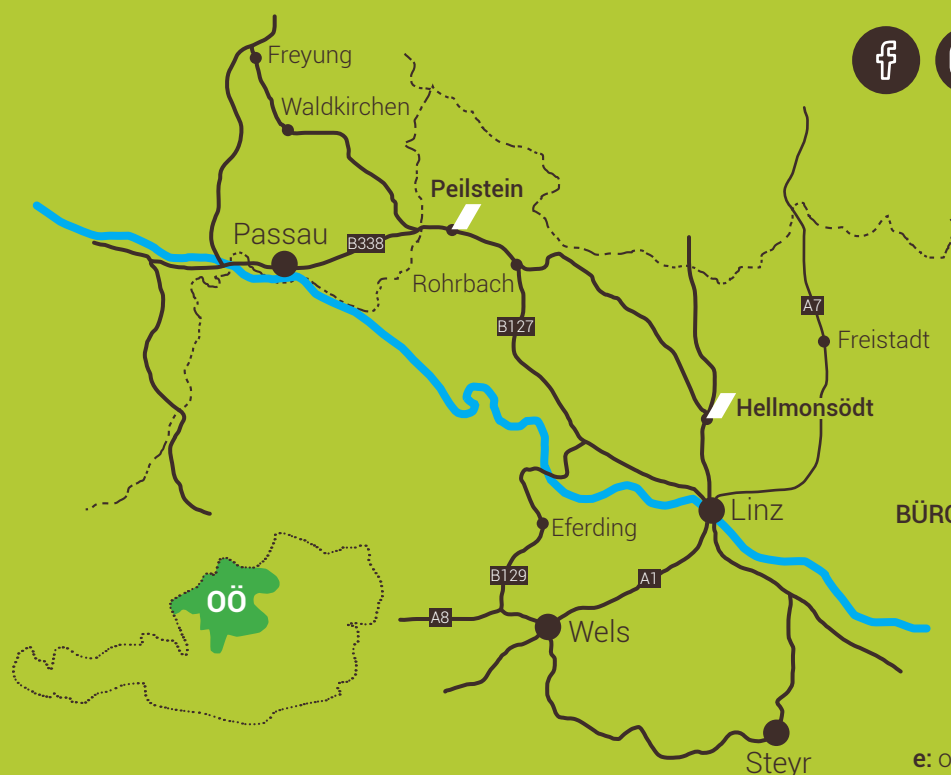 Freyung
Waldkirchen
Peilstein
Passau
B338
Rohrbach
A7
B127
Freistadt
Hellmonsödt
Linz
Eferding
B129
A1
OÖ
A8
Wels
Steyr
e: